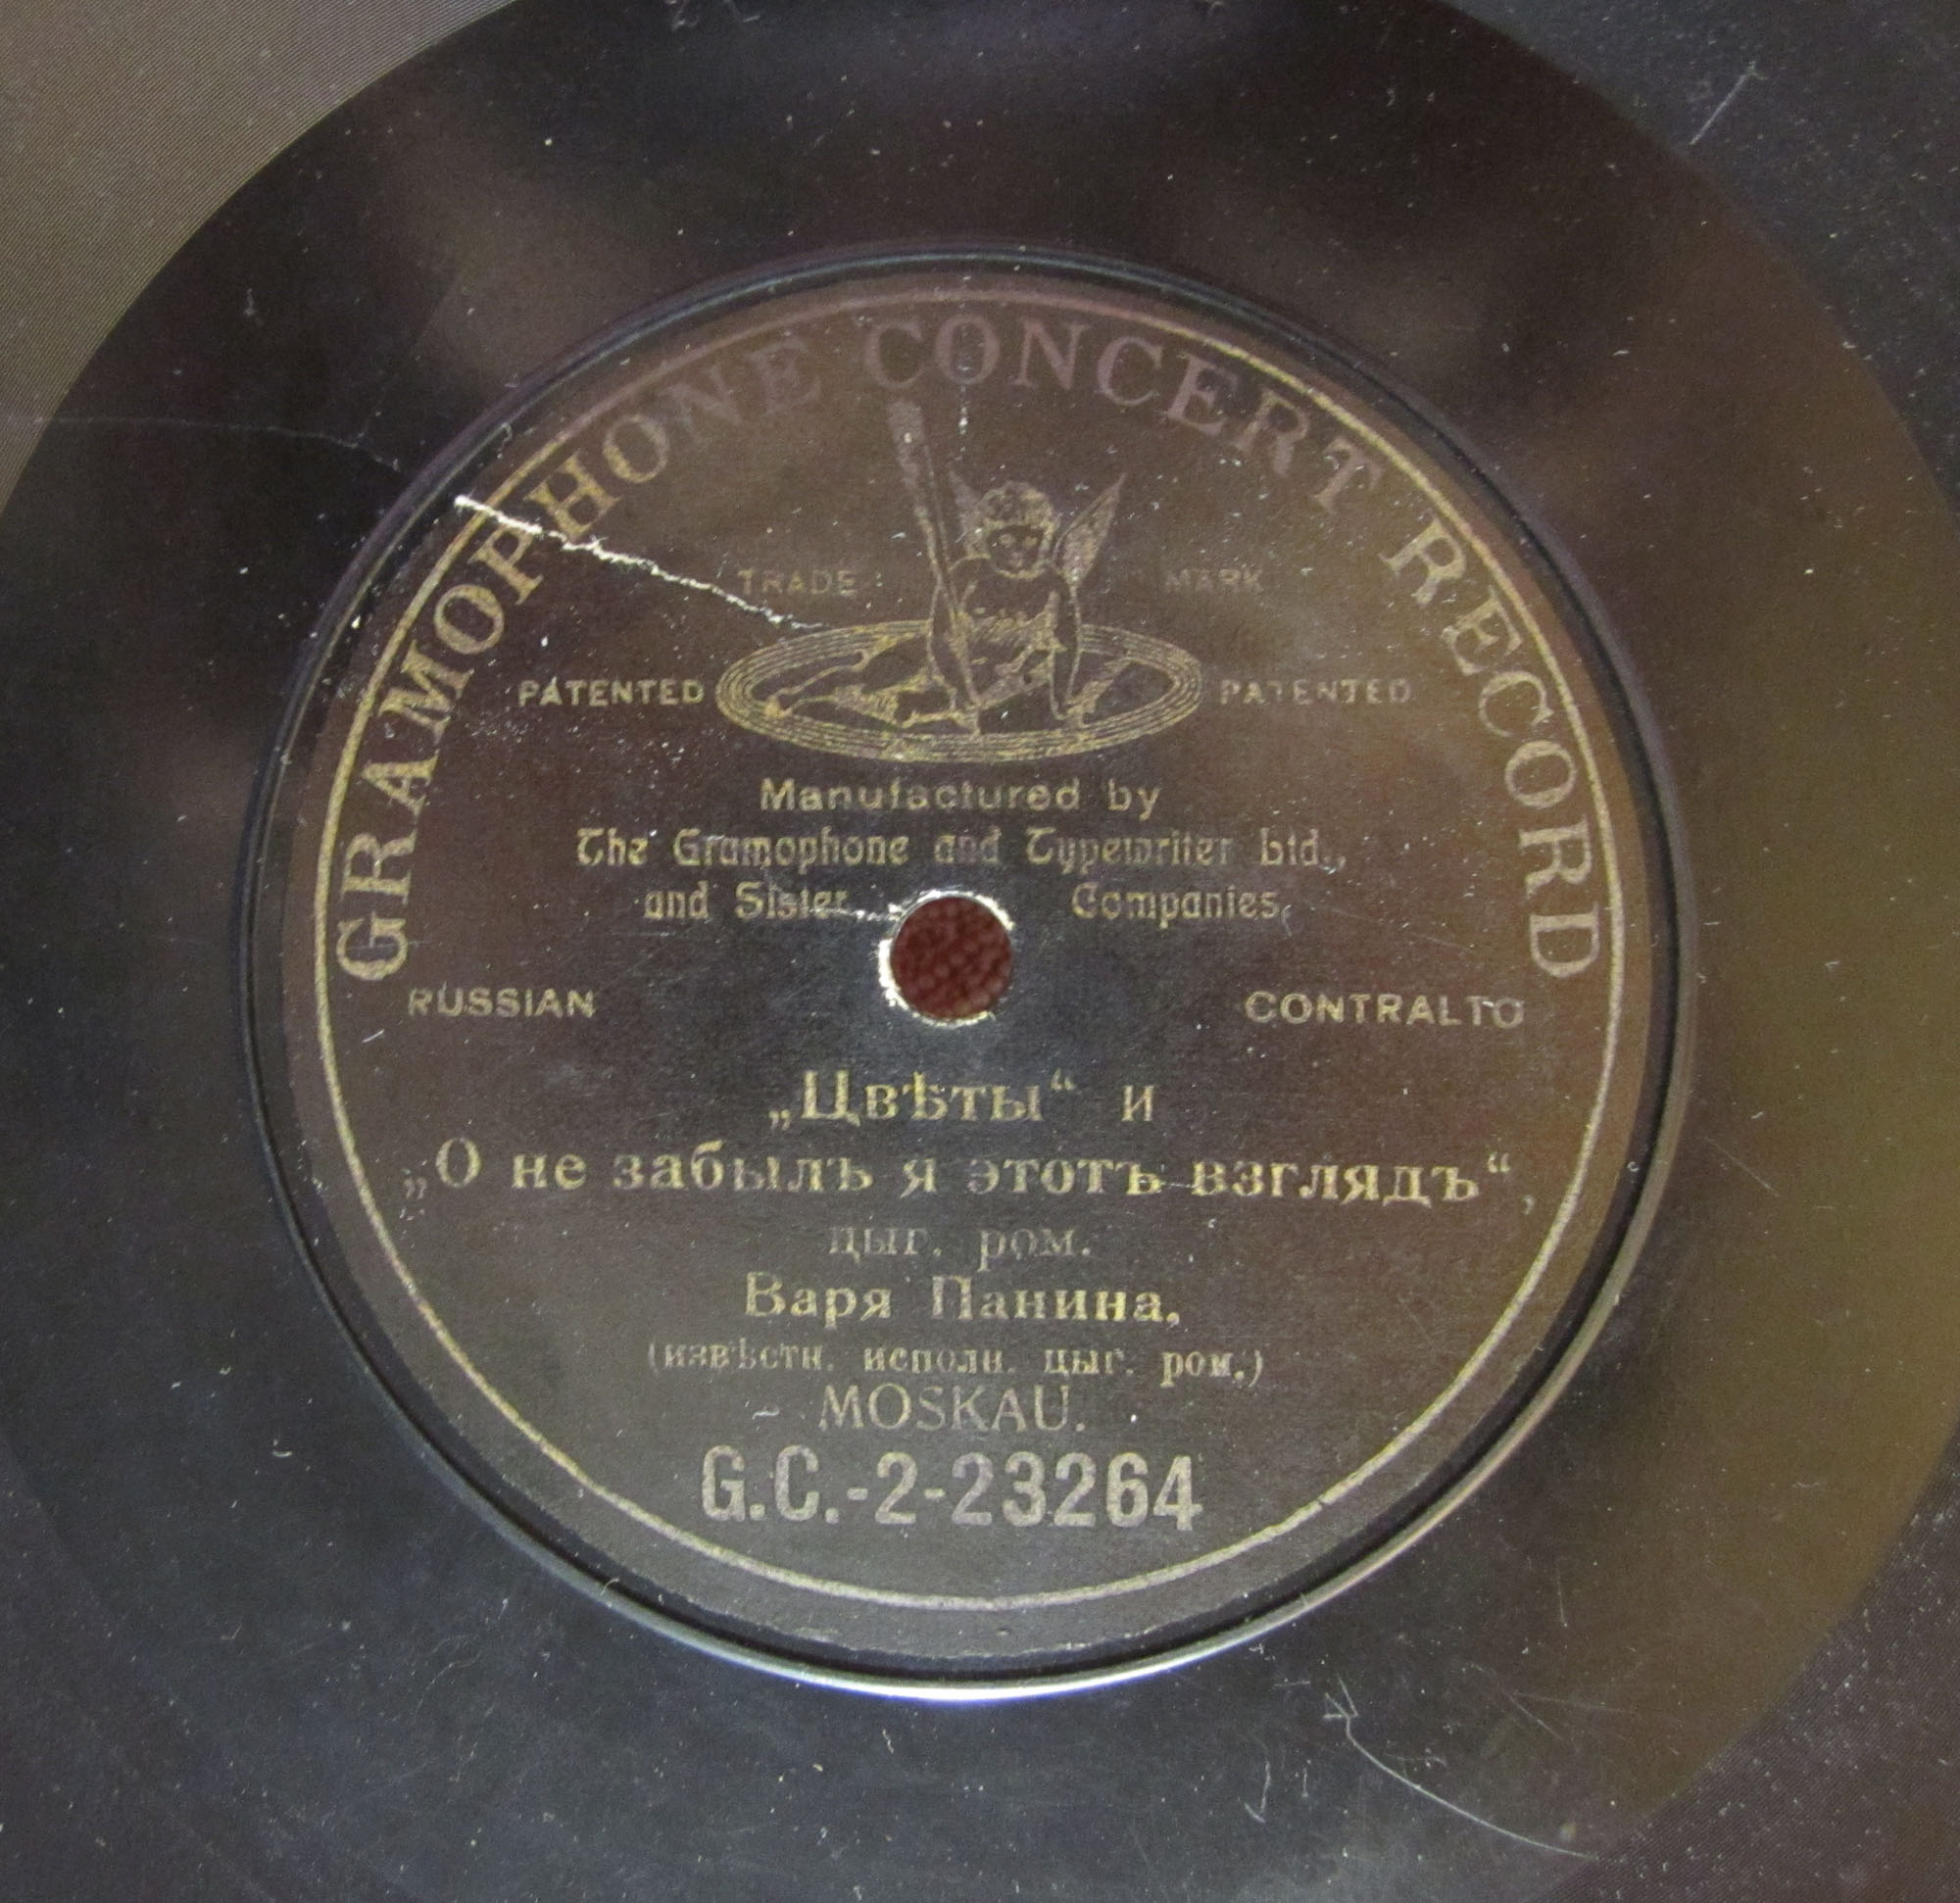 GRAMOPHONE CONCERT RECORD
TRADE MARK
PATENTED PATENTED
Manufactured by
The Gramophone and Typewriter Ltd.,
and Sister Companies,
RUSSIAN CONTRALTO
„Цвѣты“ и
„О не забылъ я этотъ взглядъ“,
цыг. ром.
Варя Панина,
(извѣстн. исполн. цыг. ром.)
MOSKAU.
G.C.-2-23264